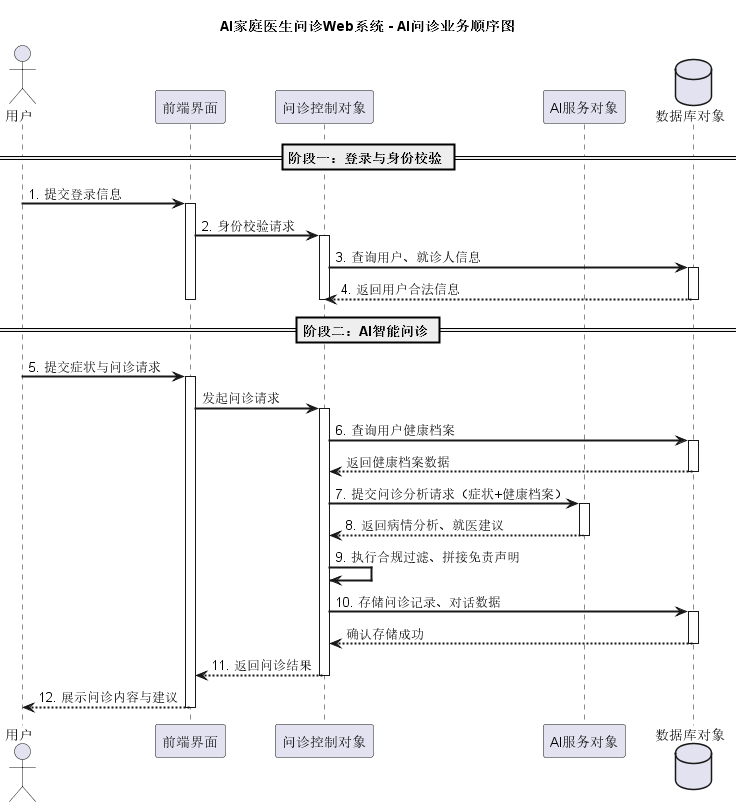 AI家庭医生问诊Web系统 - AI问诊业务顺序图
用户
前端界面
问诊控制对象
AI服务对象
数据库对象
阶段一：登录与身份校验
1. 提交登录信息
2. 身份校验请求
3. 查询用户、就诊人信息
4. 返回用户合法信息
阶段二：AI智能问诊
5. 提交症状与问诊请求
发起问诊请求
6. 查询用户健康档案
返回健康档案数据
7. 提交问诊分析请求（症状+健康档案）
8. 返回病情分析、就医建议
9. 执行合规过滤、拼接免责声明
10. 存储问诊记录、对话数据
确认存储成功
11. 返回问诊结果
12. 展示问诊内容与建议
用户
前端界面
问诊控制对象
AI服务对象
数据库对象